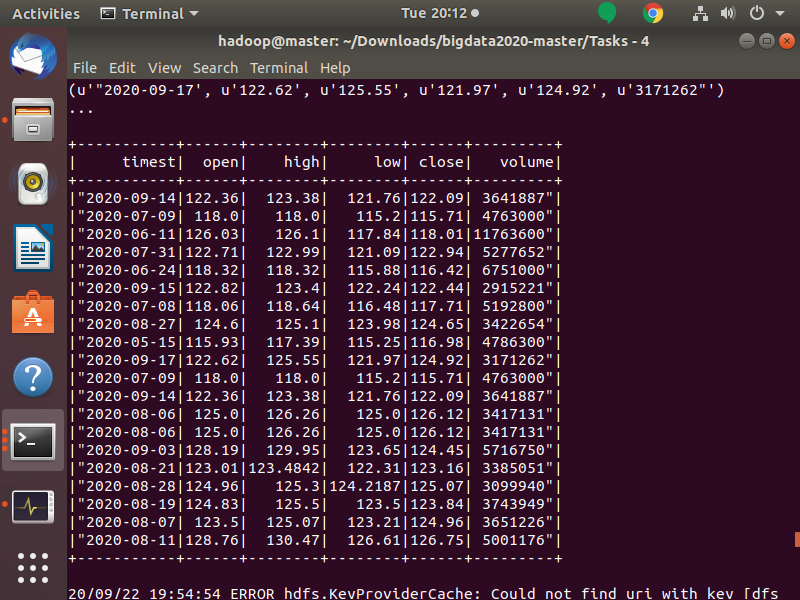 Activities Terminal Tue 20:12
hadoop@master: ~/Downloads/bigdata2020-master/Tasks - 4
File Edit View Search Terminal Help
(u'"2020-09-17', u'122.62', u'125.55', u'121.97', u'124.92', u'3171262"')
...
+-----------+------+--------+--------+------+---------+
|     timest|  open|    high|     low| close|   volume|
+-----------+------+--------+--------+------+---------+
|"2020-09-14|122.36|  123.38|  121.76|122.09| 3641887"|
|"2020-07-09| 118.0|   118.0|   115.2|115.71| 4763000"|
|"2020-06-11|126.03|   126.1|  117.84|118.01|11763600"|
|"2020-07-31|122.71|  122.99|  121.09|122.94| 5277652"|
|"2020-06-24|118.32|  118.32|  115.88|116.42| 6751000"|
|"2020-09-15|122.82|   123.4|  122.24|122.44| 2915221"|
|"2020-07-08|118.06|  118.64|  116.48|117.71| 5192800"|
|"2020-08-27| 124.6|   125.1|  123.98|124.65| 3422654"|
|"2020-05-15|115.93|  117.39|  115.25|116.98| 4786300"|
|"2020-09-17|122.62|  125.55|  121.97|124.92| 3171262"|
|"2020-07-09| 118.0|   118.0|   115.2|115.71| 4763000"|
|"2020-09-14|122.36|  123.38|  121.76|122.09| 3641887"|
|"2020-08-06| 125.0|  126.26|   125.0|126.12| 3417131"|
|"2020-08-06| 125.0|  126.26|   125.0|126.12| 3417131"|
|"2020-09-03|128.19|  129.95|  123.65|124.45| 5716750"|
|"2020-08-21|123.01|123.4842|  122.31|123.16| 3385051"|
|"2020-08-28|124.96|   125.3|124.2187|125.07| 3099940"|
|"2020-08-19|124.83|   125.5|   123.5|123.84| 3743949"|
|"2020-08-07| 123.5|  125.07|  123.21|124.96| 3651226"|
|"2020-08-11|128.76|  130.47|  126.61|126.75| 5001176"|
+-----------+------+--------+--------+------+---------+
20/09/22 19:54:54 ERROR hdfs.KeyProviderCache: Could not find uri with key [dfs